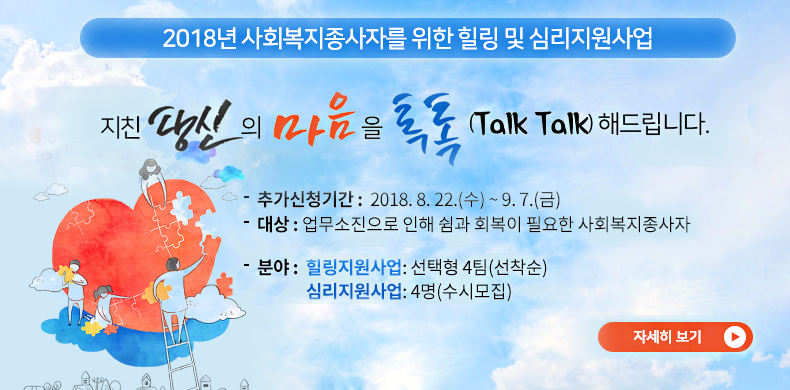 2018년 사회복지종사자를 위한 힐링 및 심리지원사업
지친 당신의 마음을 톡톡 (Talk Talk) 해드립니다.
- 추가신청기간 : 2018. 8. 22.(수) ~ 9. 7.(금)
- 대상 : 업무소진으로 인해 쉼과 회복이 필요한 사회복지종사자
- 분야 : 힐링지원사업: 선택형 4팀(선착순)
심리지원사업: 4명(수시모집)
자세히 보기